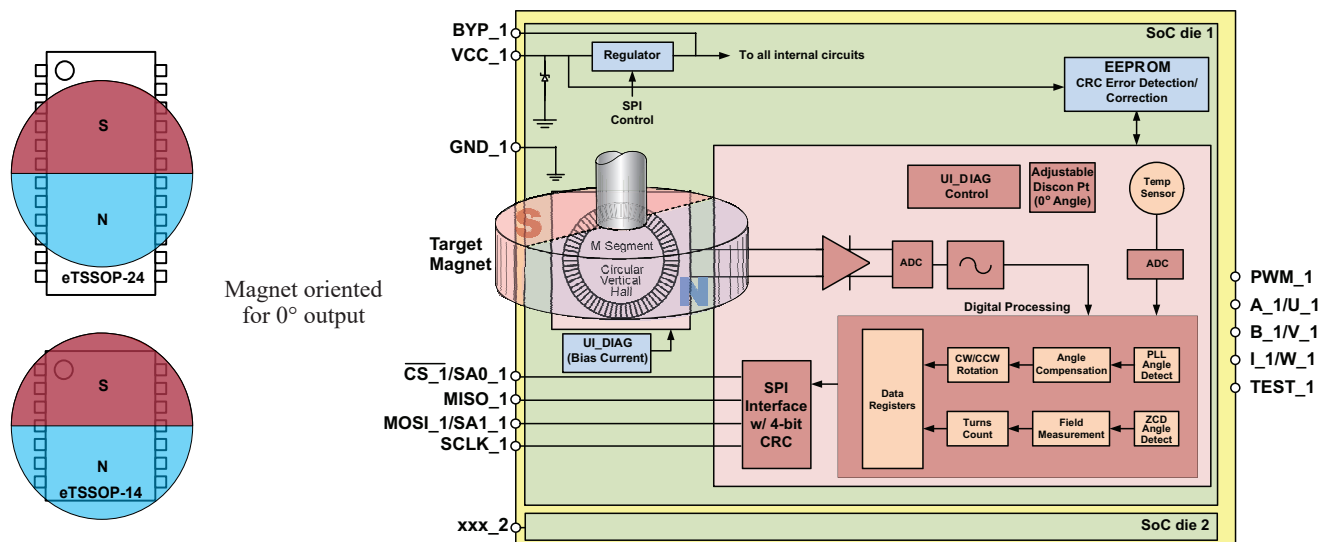 S
N
eTSSOP-24
Magnet oriented
for 0° output
S
N
eTSSOP-14
BYP_1
VCC_1
GND_1
Target
Magnet
CS_1/SA0_1
MISO_1
MOSI_1/SA1_1
SCLK_1
xxx_2
SoC die 1
Regulator
To all internal circuits
SPI
Control
EEPROM
CRC Error Detection/
Correction
UI_DIAG
Control
Adjustable
Discon Pt
(0° Angle)
Temp
Sensor
S
M Segment
Circular
Vertical
Hall
N
ADC
ADC
UI_DIAG
(Bias Current)
Digital Processing
SPI
Interface
w/ 4-bit
CRC
Data
Registers
CW/CCW
Rotation
Angle
Compensation
PLL
Angle
Detect
Turns
Count
Field
Measurement
ZCD
Angle
Detect
PWM_1
A_1/U_1
B_1/V_1
I_1/W_1
TEST_1
SoC die 2